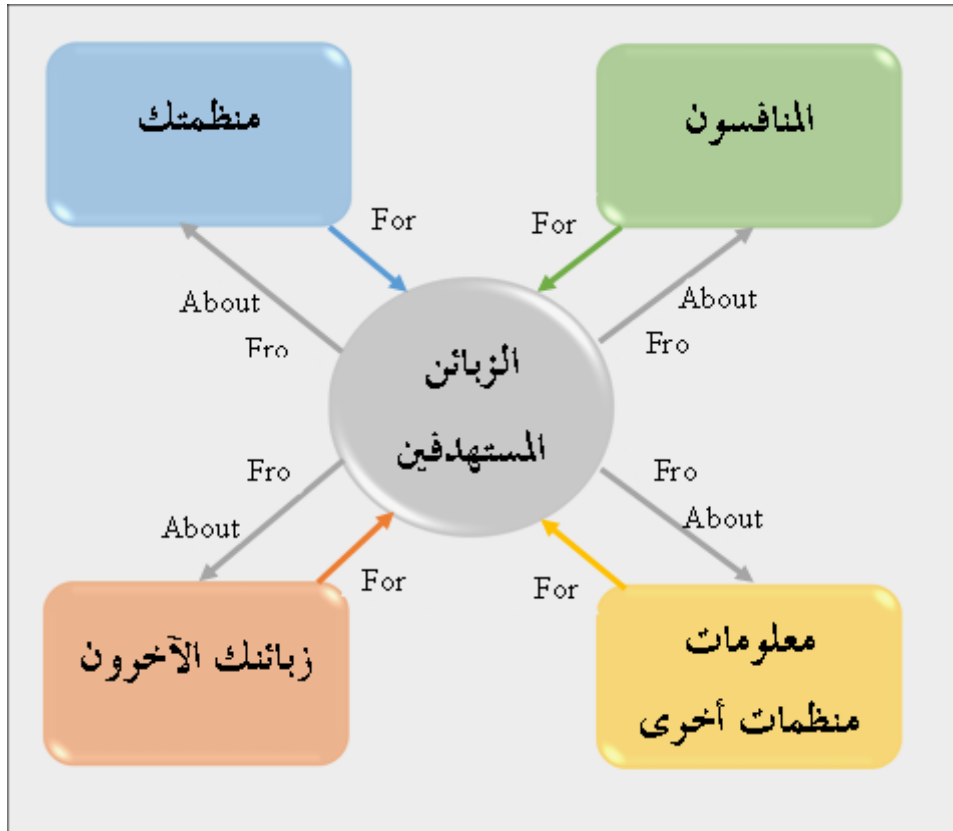 منظمتك
المنافسون
For
For
About
About
Fro
Fro
الزبائن
المستهدفين
Fro
Fro
About
About
For
For
زبائنك الآخرون
معلومات
منظمات أخرى